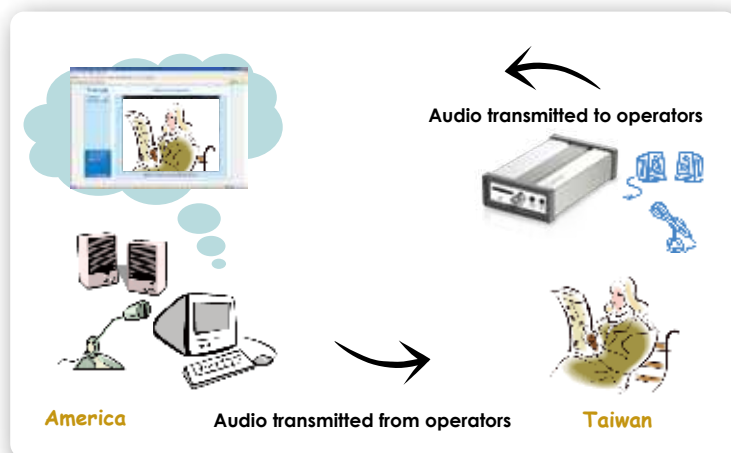 Audio transmitted to operators
America
Audio transmitted from operators
Taiwan